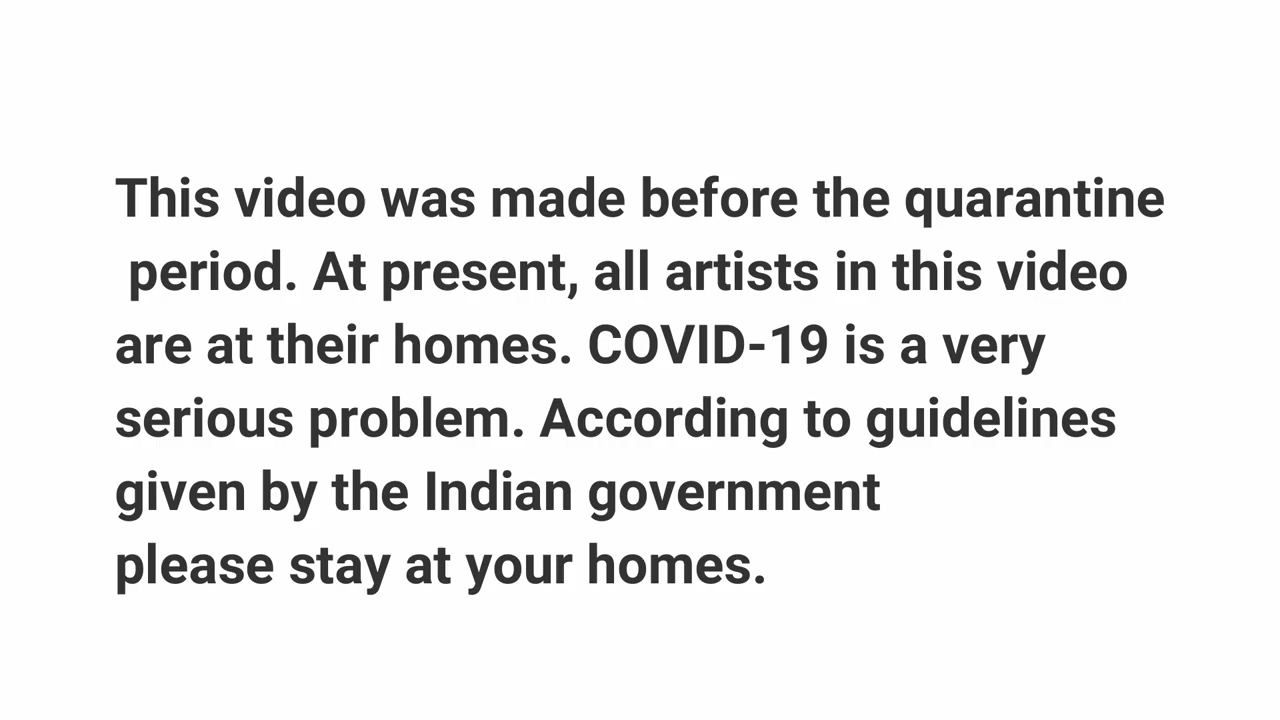 This video was made before the quarantine
period. At present, all artists in this video
are at their homes. COVID-19 is a very
serious problem. According to guidelines
given by the Indian government
please stay at your homes.